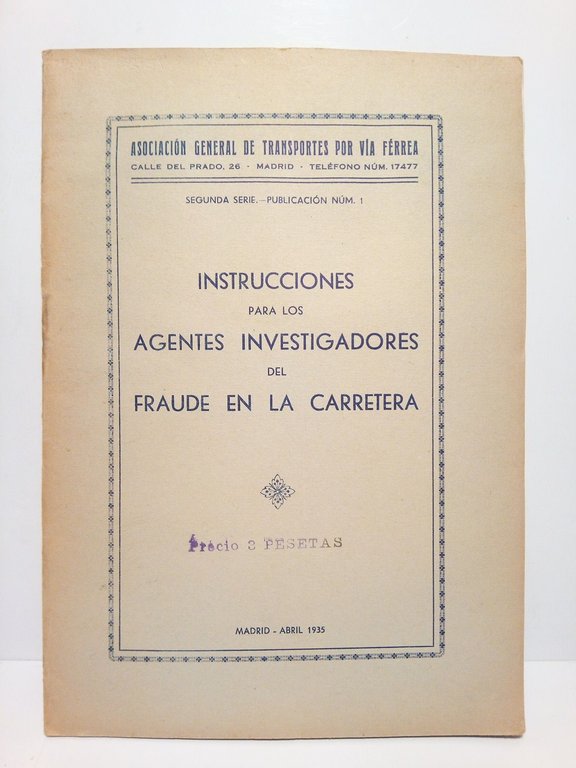 ASOCIACIÓN GENERAL DE TRANSPORTES POR VÍA FÉRREA
CALLE DEL PRADO, 26 - MADRID - TELÉFONO NÚM. 17477
SEGUNDA SERIE.—PUBLICACIÓN NÚM. 1
INSTRUCCIONES
PARA LOS
AGENTES INVESTIGADORES
DEL
FRAUDE EN LA CARRETERA
Precio 2 PESETAS
MADRID - ABRIL 1935